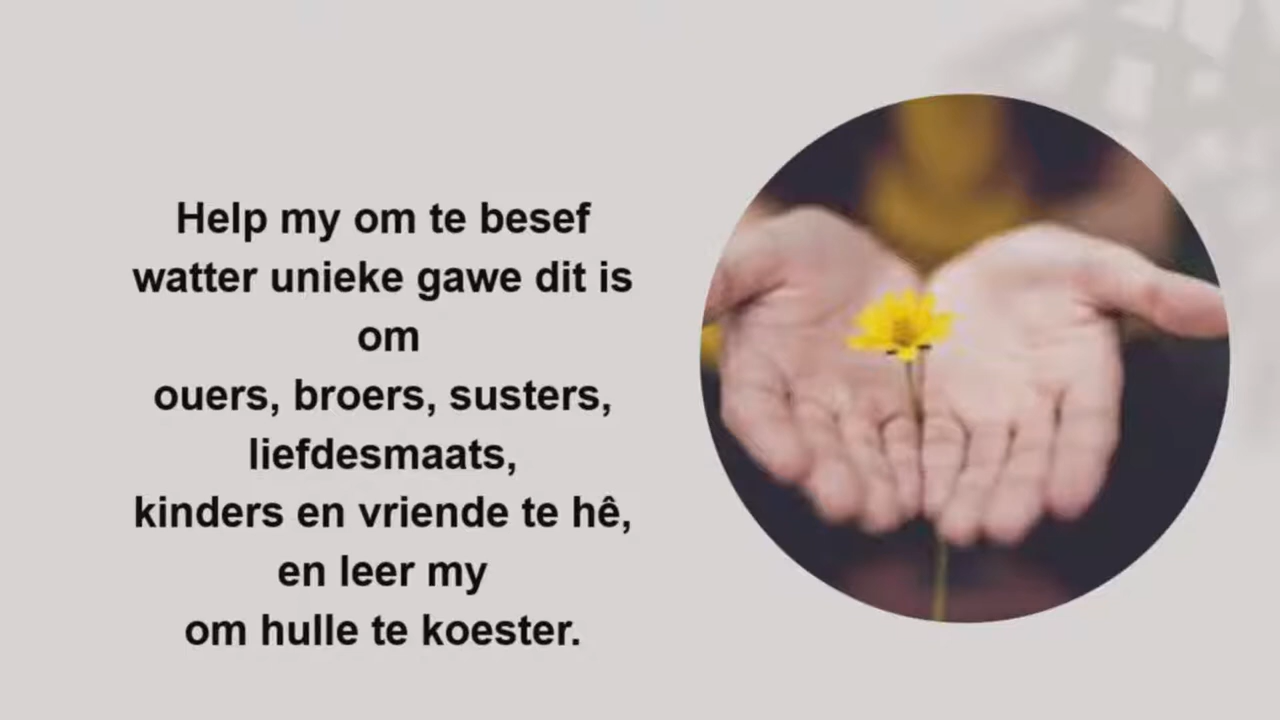 Help my om te besef
watter unieke gawe dit is
om
ouers, broers, susters,
liefdesmaats,
kinders en vriende te hê,
en leer my
om hulle te koester.